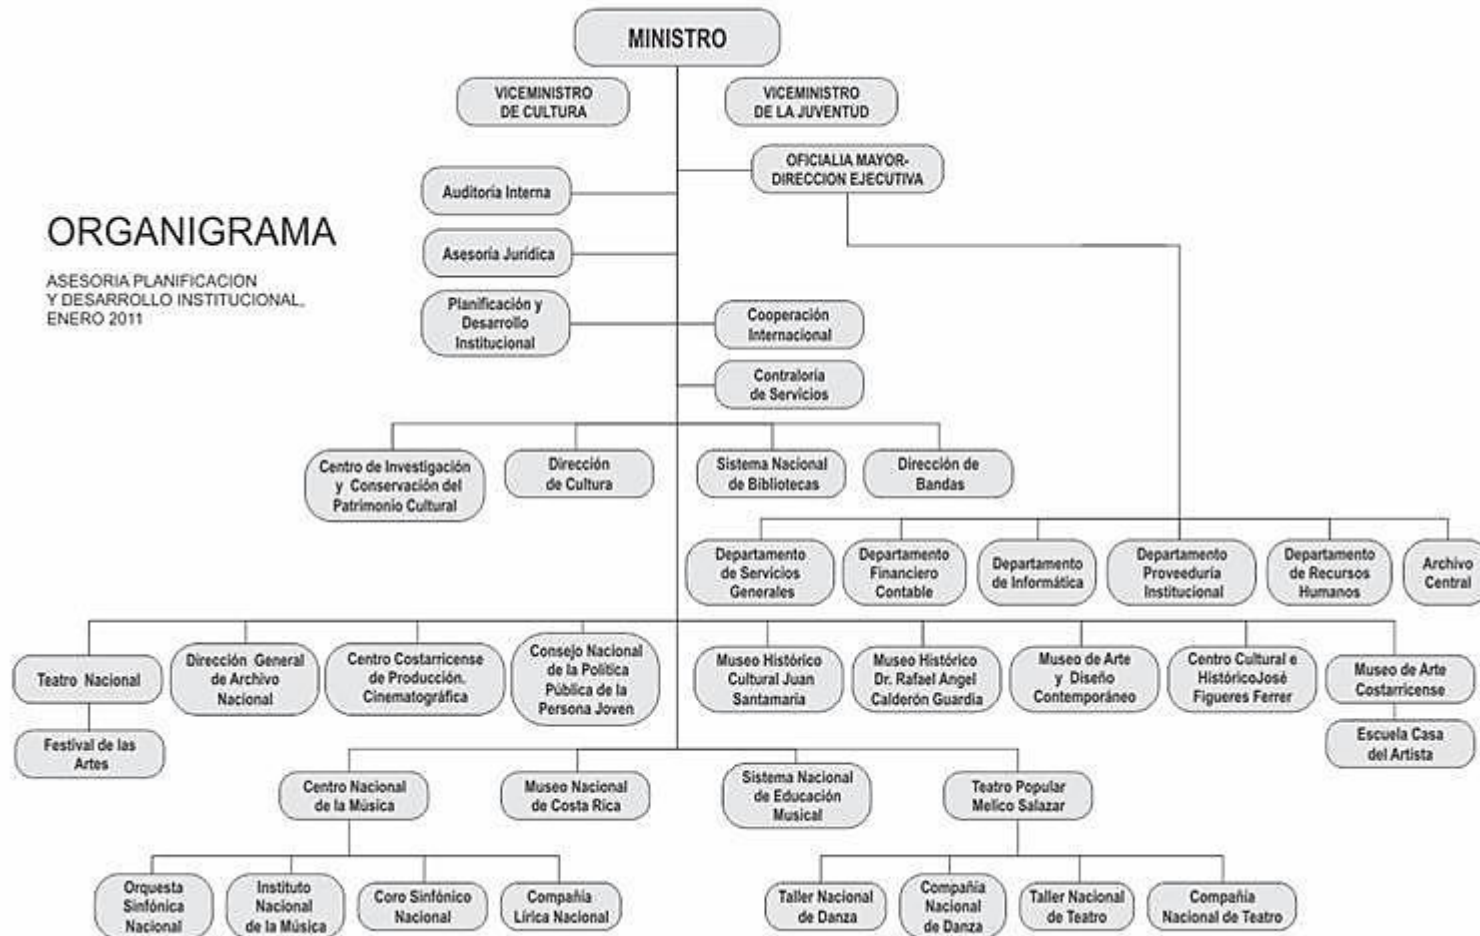 MINISTRO
VICEMINISTRO
DE CULTURA
VICEMINISTRO
DE LA JUVENTUD
OFICIALIA MAYOR-
DIRECCION EJECUTIVA
Auditoría Interna
ORGANIGRAMA
ASESORIA PLANIFICACION
Y DESARROLLO INSTITUCIONAL,
ENERO 2011
Asesoría Jurídica
Planificación y
Desarrollo
Institucional
Cooperación
Internacional
Contraloría
de Servicios
Centro de Investigación
y Conservación del
Patrimonio Cultural
Dirección
de Cultura
Sistema Nacional
de Bibliotecas
Dirección de
Bandas
Departamento
de Servicios
Generales
Departamento
Financiero
Contable
Departamento
de Informática
Departamento
Proveeduría
Institucional
Departamento
de Recursos
Humanos
Archivo
Central
Teatro Nacional
Dirección General
de Archivo
Nacional
Centro Costarricense
de Producción.
Cinematográfica
Consejo Nacional
de la Política
Pública de la
Persona Joven
Museo Histórico
Cultural Juan
Santamaría
Museo Histórico
Dr. Rafael Angel
Calderón Guardia
Museo de Arte
y Diseño
Contemporáneo
Centro Cultural e
HistóricoJosé
Figueres Ferrer
Museo de Arte
Costarricense
Festival de las
Artes
Escuela Casa
del Artista
Centro Nacional
de la Música
Museo Nacional
de Costa Rica
Sistema Nacional
de Educación
Musical
Teatro Popular
Melico Salazar
Orquesta
Sinfónica
Nacional
Instituto
Nacional
de la Música
Coro Sinfónico
Nacional
Compañía
Lírica Nacional
Taller Nacional
de Danza
Compañía
Nacional
de Danza
Taller Nacional
de Teatro
Compañía
Nacional de Teatro